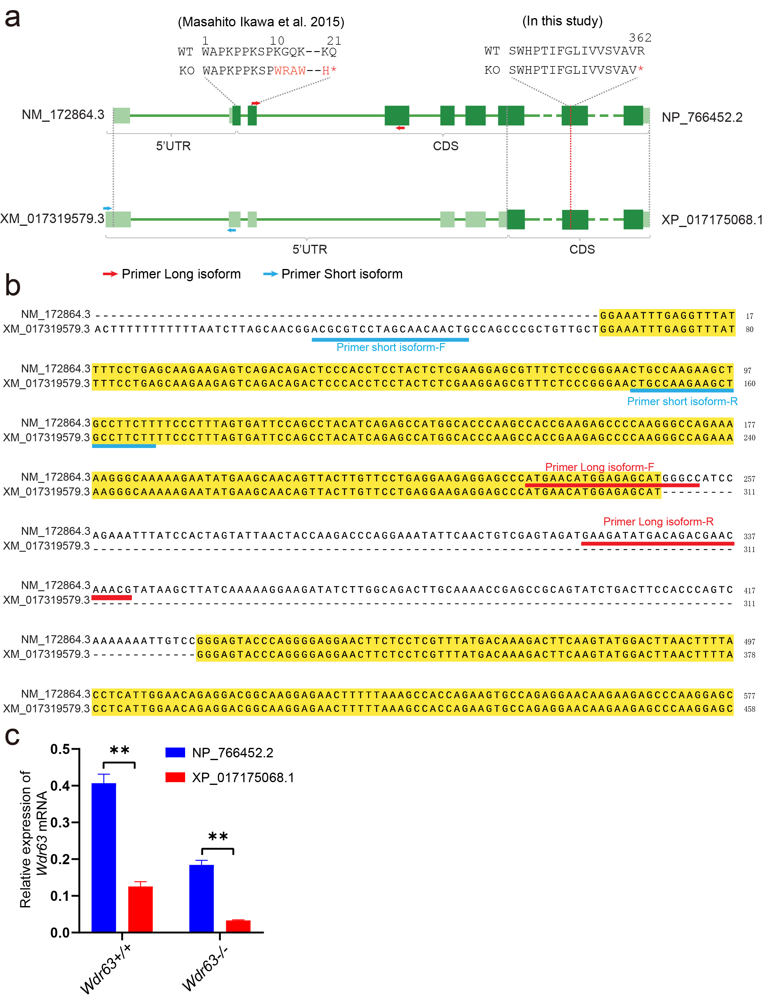 a
(Masahito Ikawa et al. 2015)
(In this study)
1 10 21
362
WT WAPKPPKSPKGQK--KQ
WT SWHPTIFGLIVVSVAVR
KO WAPKPPKSPWRAW--H*
KO SWHPTIFGLIVVSVAV*
NM_172864.3
NP_766452.2
5’UTR
CDS
XM_017319579.3
XP_017175068.1
5’UTR
CDS
Primer Long isoform
Primer Short isoform
b
NM_172864.3 ---------------------------------------------------------------GGAAATTTGAGGTTTAT 17
XM_017319579.3 ACTTTTTTTTTTTAATCTTAGCAACGGACGCGTCCTAGCAACAACTGCCAGCCCGCTGTTGCTGGAAATTTGAGGTTTAT 80
Primer short isoform-F
NM_172864.3 TTTCCTGAGCAAGAAGAGTCAGACAGACTCCCACCTCCTACTCTCGAAGGAGCGTTTCTCCCGGGAACTGCCAAGAAGCT 97
XM_017319579.3 TTTCCTGAGCAAGAAGAGTCAGACAGACTCCCACCTCCTACTCTCGAAGGAGCGTTTCTCCCGGGAACTGCCAAGAAGCT 160
Primer short isoform-R
NM_172864.3 GCCTTCTTTTCCCTTTAGTGATTCCAGCCTACATCAGAGCCATGGCACCCAAGCCACCGAAGAGCCCCAAGGGCCAGAAA 177
XM_017319579.3 GCCTTCTTTTCCCTTTAGTGATTCCAGCCTACATCAGAGCCATGGCACCCAAGCCACCGAAGAGCCCCAAGGGCCAGAAA 240
Primer Long isoform-F
NM_172864.3 AAGGGCAAAAAGAATATGAAGCAACAGTTACTTGTTCCTGAGGAAGAGGAGCCCATGAACATGGAGAGCATGGGCCATCC 257
XM_017319579.3 AAGGGCAAAAAGAATATGAAGCAACAGTTACTTGTTCCTGAGGAAGAGGAGCCCATGAACATGGAGAGCAT--------- 311
Primer Long isoform-R
NM_172864.3 AGAAATTTATCCACTAGTATTAACTACCAAGACCCAGGAAATATTCAACTGTCGAGTAGATGAAGATATGACAGACGAAC 337
XM_017319579.3 -------------------------------------------------------------------------------- 311
NM_172864.3 AAACGTATAAGCTTATCAAAAAGGAAGATATCTTGGCAGACTTGCAAAACCGAGCCGCAGTATCTGACTTCCACCCAGTC 417
XM_017319579.3 -------------------------------------------------------------------------------- 311
NM_172864.3 AAAAAAATTGTCCGGGAGTACCCAGGGGAGGAACTTCTCCTCGTTTATGACAAAGACTTCAAGTATGGACTTAACTTTTA 497
XM_017319579.3 -------------GGGAGTACCCAGGGGAGGAACTTCTCCTCGTTTATGACAAAGACTTCAAGTATGGACTTAACTTTTA 378
NM_172864.3 CCTCATTGGAACAGAGGACGGCAAGGAGAACTTTTTAAAGCCACCAGAAGTGCCAGAGGAACAAGAAGAGCCCAAGGAGC 577
XM_017319579.3 CCTCATTGGAACAGAGGACGGCAAGGAGAACTTTTTAAAGCCACCAGAAGTGCCAGAGGAACAAGAAGAGCCCAAGGAGC 458
c
Relative expression of
Wdr63 mRNA
0.5
0.4
0.3
0.2
0.1
0.0
**
**
NP_766452.2
XP_017175068.1
Wdr63+/+
Wdr63-/-